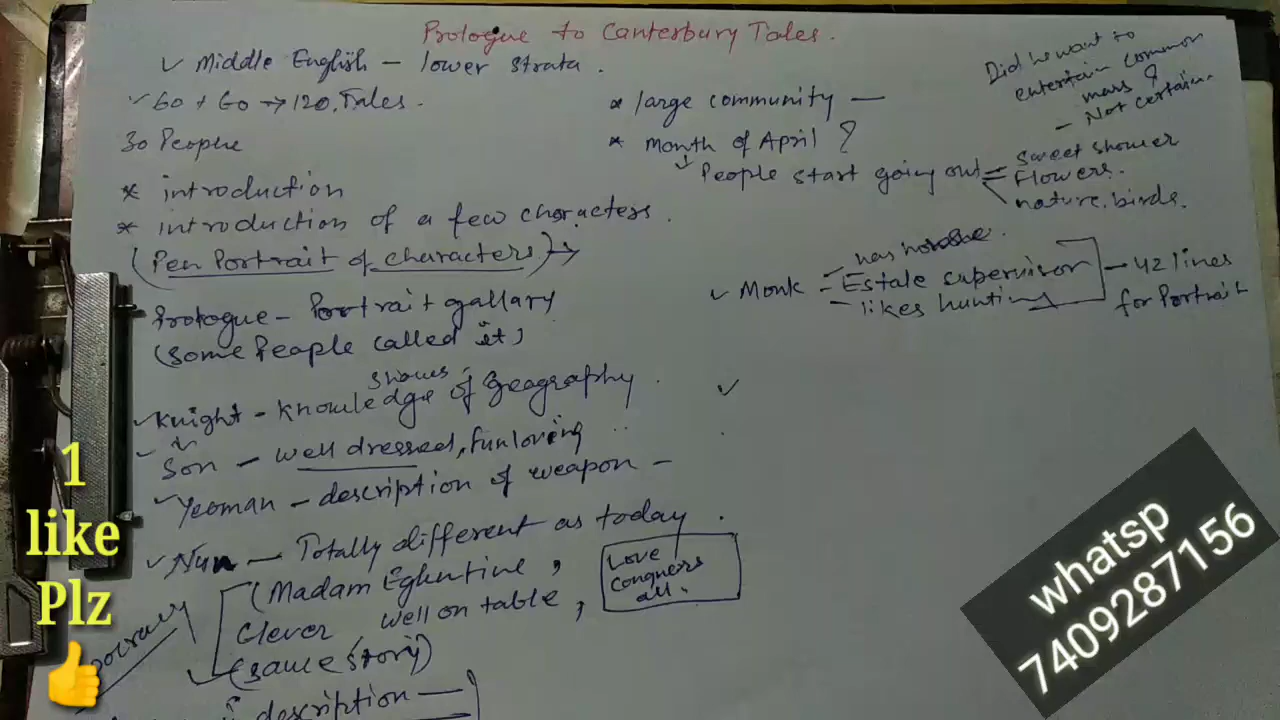 Prologue to Canterbury Tales.
✓ Middle English – lower strata.
✓ 60 + 60 → 120. Tales.
30 People
* introduction
* introduction of a few characters.
(Pen Portrait of characters) →
Prologue – Portrait gallary
(some People called it)
✓ Knight – shows knowledge of Geography.
✓ Son – well dressed, fun loving
✓ Yeoman – description of weapon –
✓ Nun – Totally different as today.
(Madam Eglentine,
Clever well on table,
(sauce story)
Love
Conquers
all.
description —
* large community —
* month of April ?
↓ People start going out = sweet shower
Flowers.
nature. birds.
Did he want to
entertain common
mass ?
– Not certain.
✓ Monk = Estate supervisor
– likes hunting
– 42 lines
for Portrait
✓
1
like
Plz
👍
whatsp
7409287156